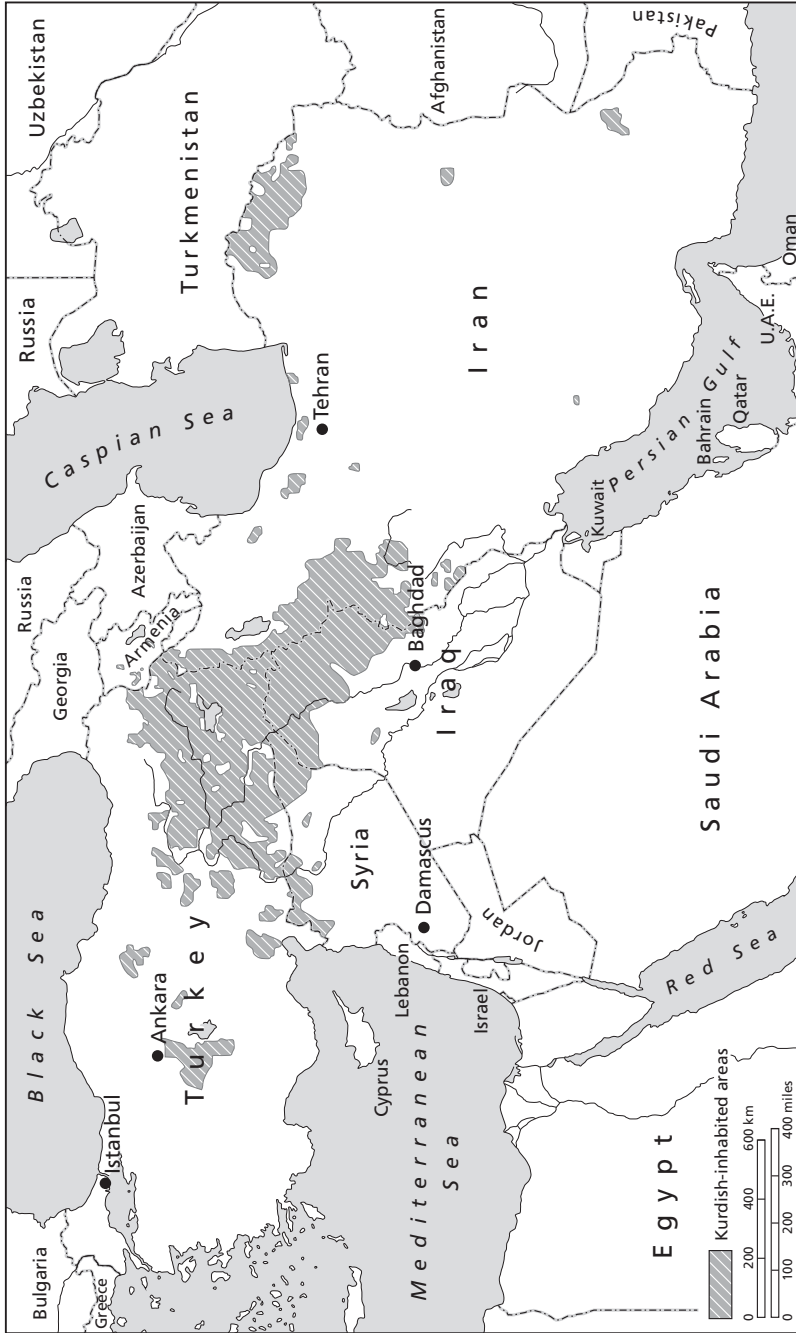 Bulgaria
Greece
Istanbul
Black Sea
Ankara
Turkey
Georgia
Russia
Armenia
Azerbaijan
Caspian Sea
Russia
Uzbekistan
Turkmenistan
Tehran
Iran
Afghanistan
Pakistan
Cyprus
Mediterranean
Sea
Lebanon
Israel
Syria
Damascus
Jordan
Baghdad
Iraq
Kuwait
Persian Gulf
Bahrain
Qatar
U.A.E.
Oman
Saudi Arabia
Red Sea
Egypt
Kurdish-inhabited areas
0 200 400 600 km
0 100 200 300 400 miles